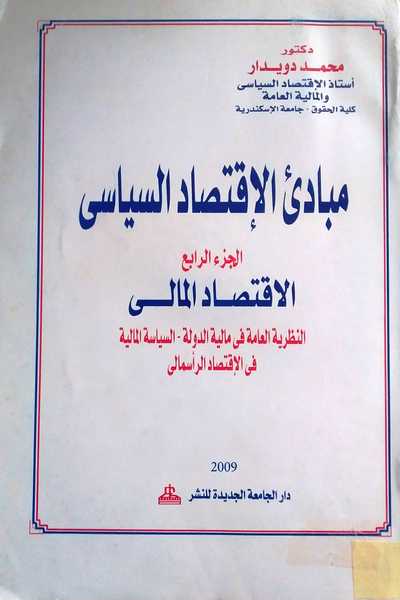 دكتور
محمد دويدار
أستاذ الإقتصاد السياسى
والمالية العامة
كلية الحقوق - جامعة الإسكندرية
مبادئ الإقتصاد السياسى
الجزء الرابع
الاقتصاد المالى
النظرية العامة فى مالية الدولة - السياسة المالية
فى الإقتصاد الرأسمالى
2009
دار الجامعة الجديدة للنشر